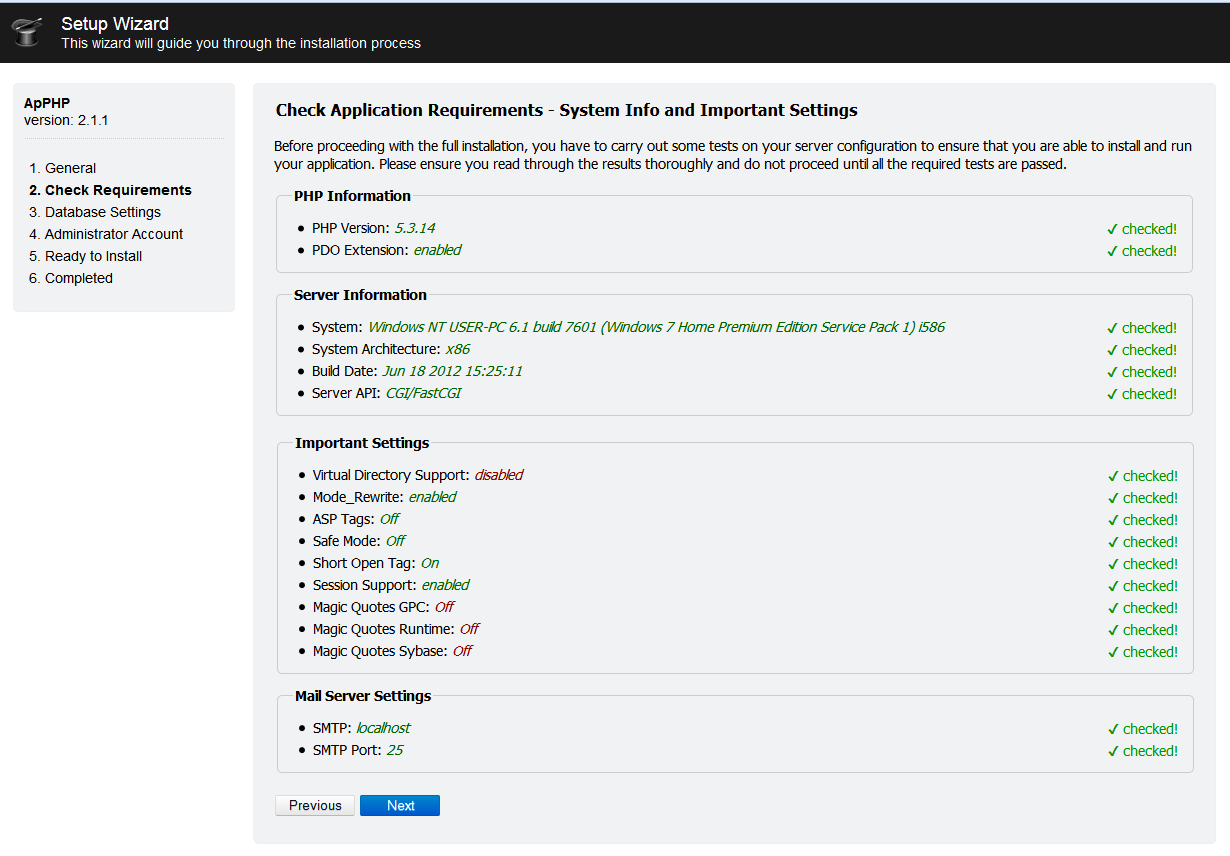 Setup Wizard
This wizard will guide you through the installation process
ApPHP
version: 2.1.1
1. General
2. Check Requirements
3. Database Settings
4. Administrator Account
5. Ready to Install
6. Completed
Check Application Requirements - System Info and Important Settings
Before proceeding with the full installation, you have to carry out some tests on your server configuration to ensure that you are able to install and run
your application. Please ensure you read through the results thoroughly and do not proceed until all the required tests are passed.
PHP Information
• PHP Version: 5.3.14 ✓ checked!
• PDO Extension: enabled ✓ checked!
Server Information
• System: Windows NT USER-PC 6.1 build 7601 (Windows 7 Home Premium Edition Service Pack 1) i586 ✓ checked!
• System Architecture: x86 ✓ checked!
• Build Date: Jun 18 2012 15:25:11 ✓ checked!
• Server API: CGI/FastCGI ✓ checked!
Important Settings
• Virtual Directory Support: disabled ✓ checked!
• Mode_Rewrite: enabled ✓ checked!
• ASP Tags: Off ✓ checked!
• Safe Mode: Off ✓ checked!
• Short Open Tag: On ✓ checked!
• Session Support: enabled ✓ checked!
• Magic Quotes GPC: Off ✓ checked!
• Magic Quotes Runtime: Off ✓ checked!
• Magic Quotes Sybase: Off ✓ checked!
Mail Server Settings
• SMTP: localhost ✓ checked!
• SMTP Port: 25 ✓ checked!
Previous Next